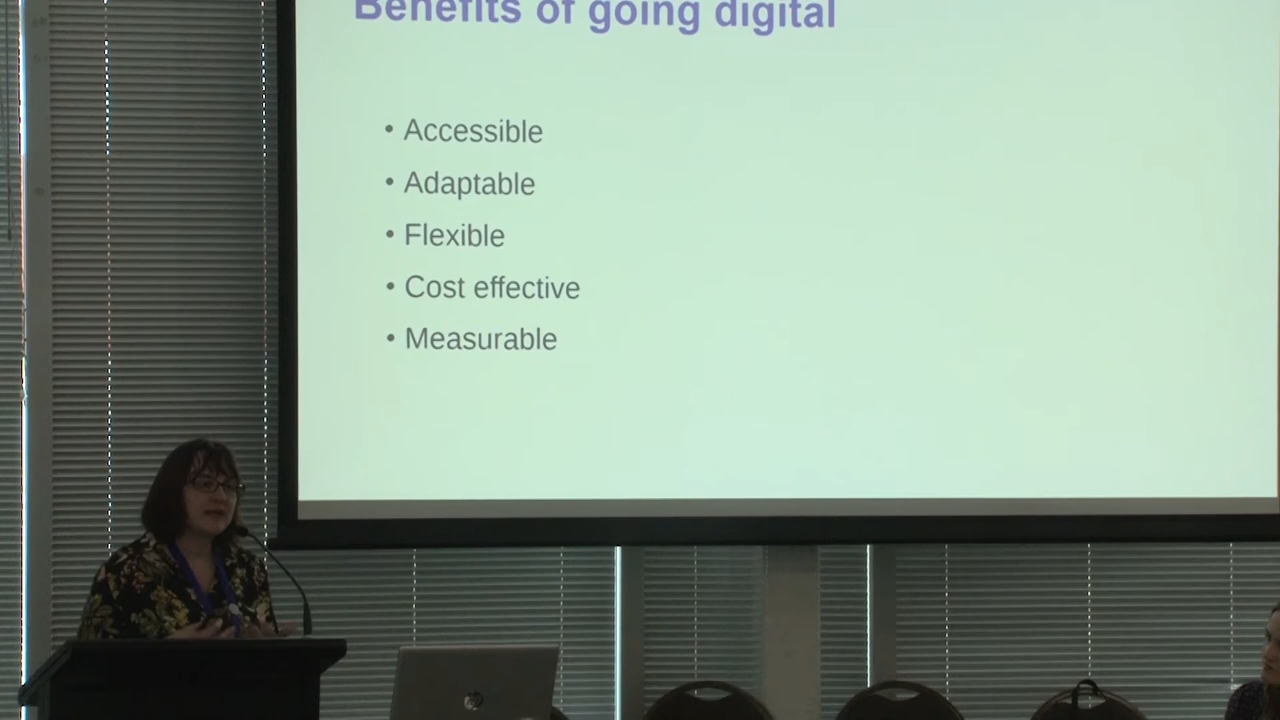 Benefits of going digital
• Accessible
• Adaptable
• Flexible
• Cost effective
• Measurable